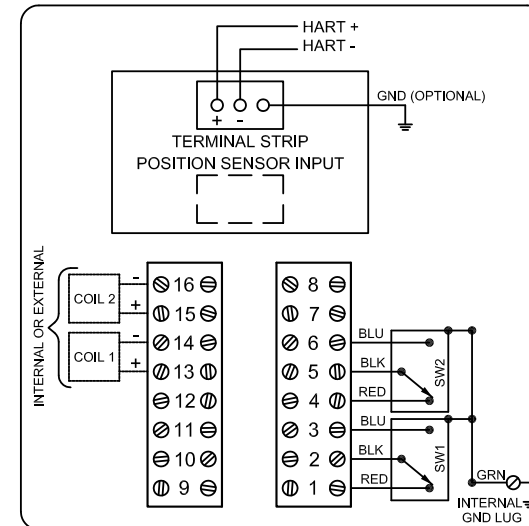 HART +
HART -
GND (OPTIONAL)
+ -
TERMINAL STRIP
POSITION SENSOR INPUT
INTERNAL OR EXTERNAL
COIL 2
-
+
COIL 1
-
+
16
15
14
13
12
11
10
9
8
7
6
5
4
3
2
1
BLU
BLK
RED
SW2
BLU
BLK
RED
SW1
GRN
INTERNAL
GND LUG